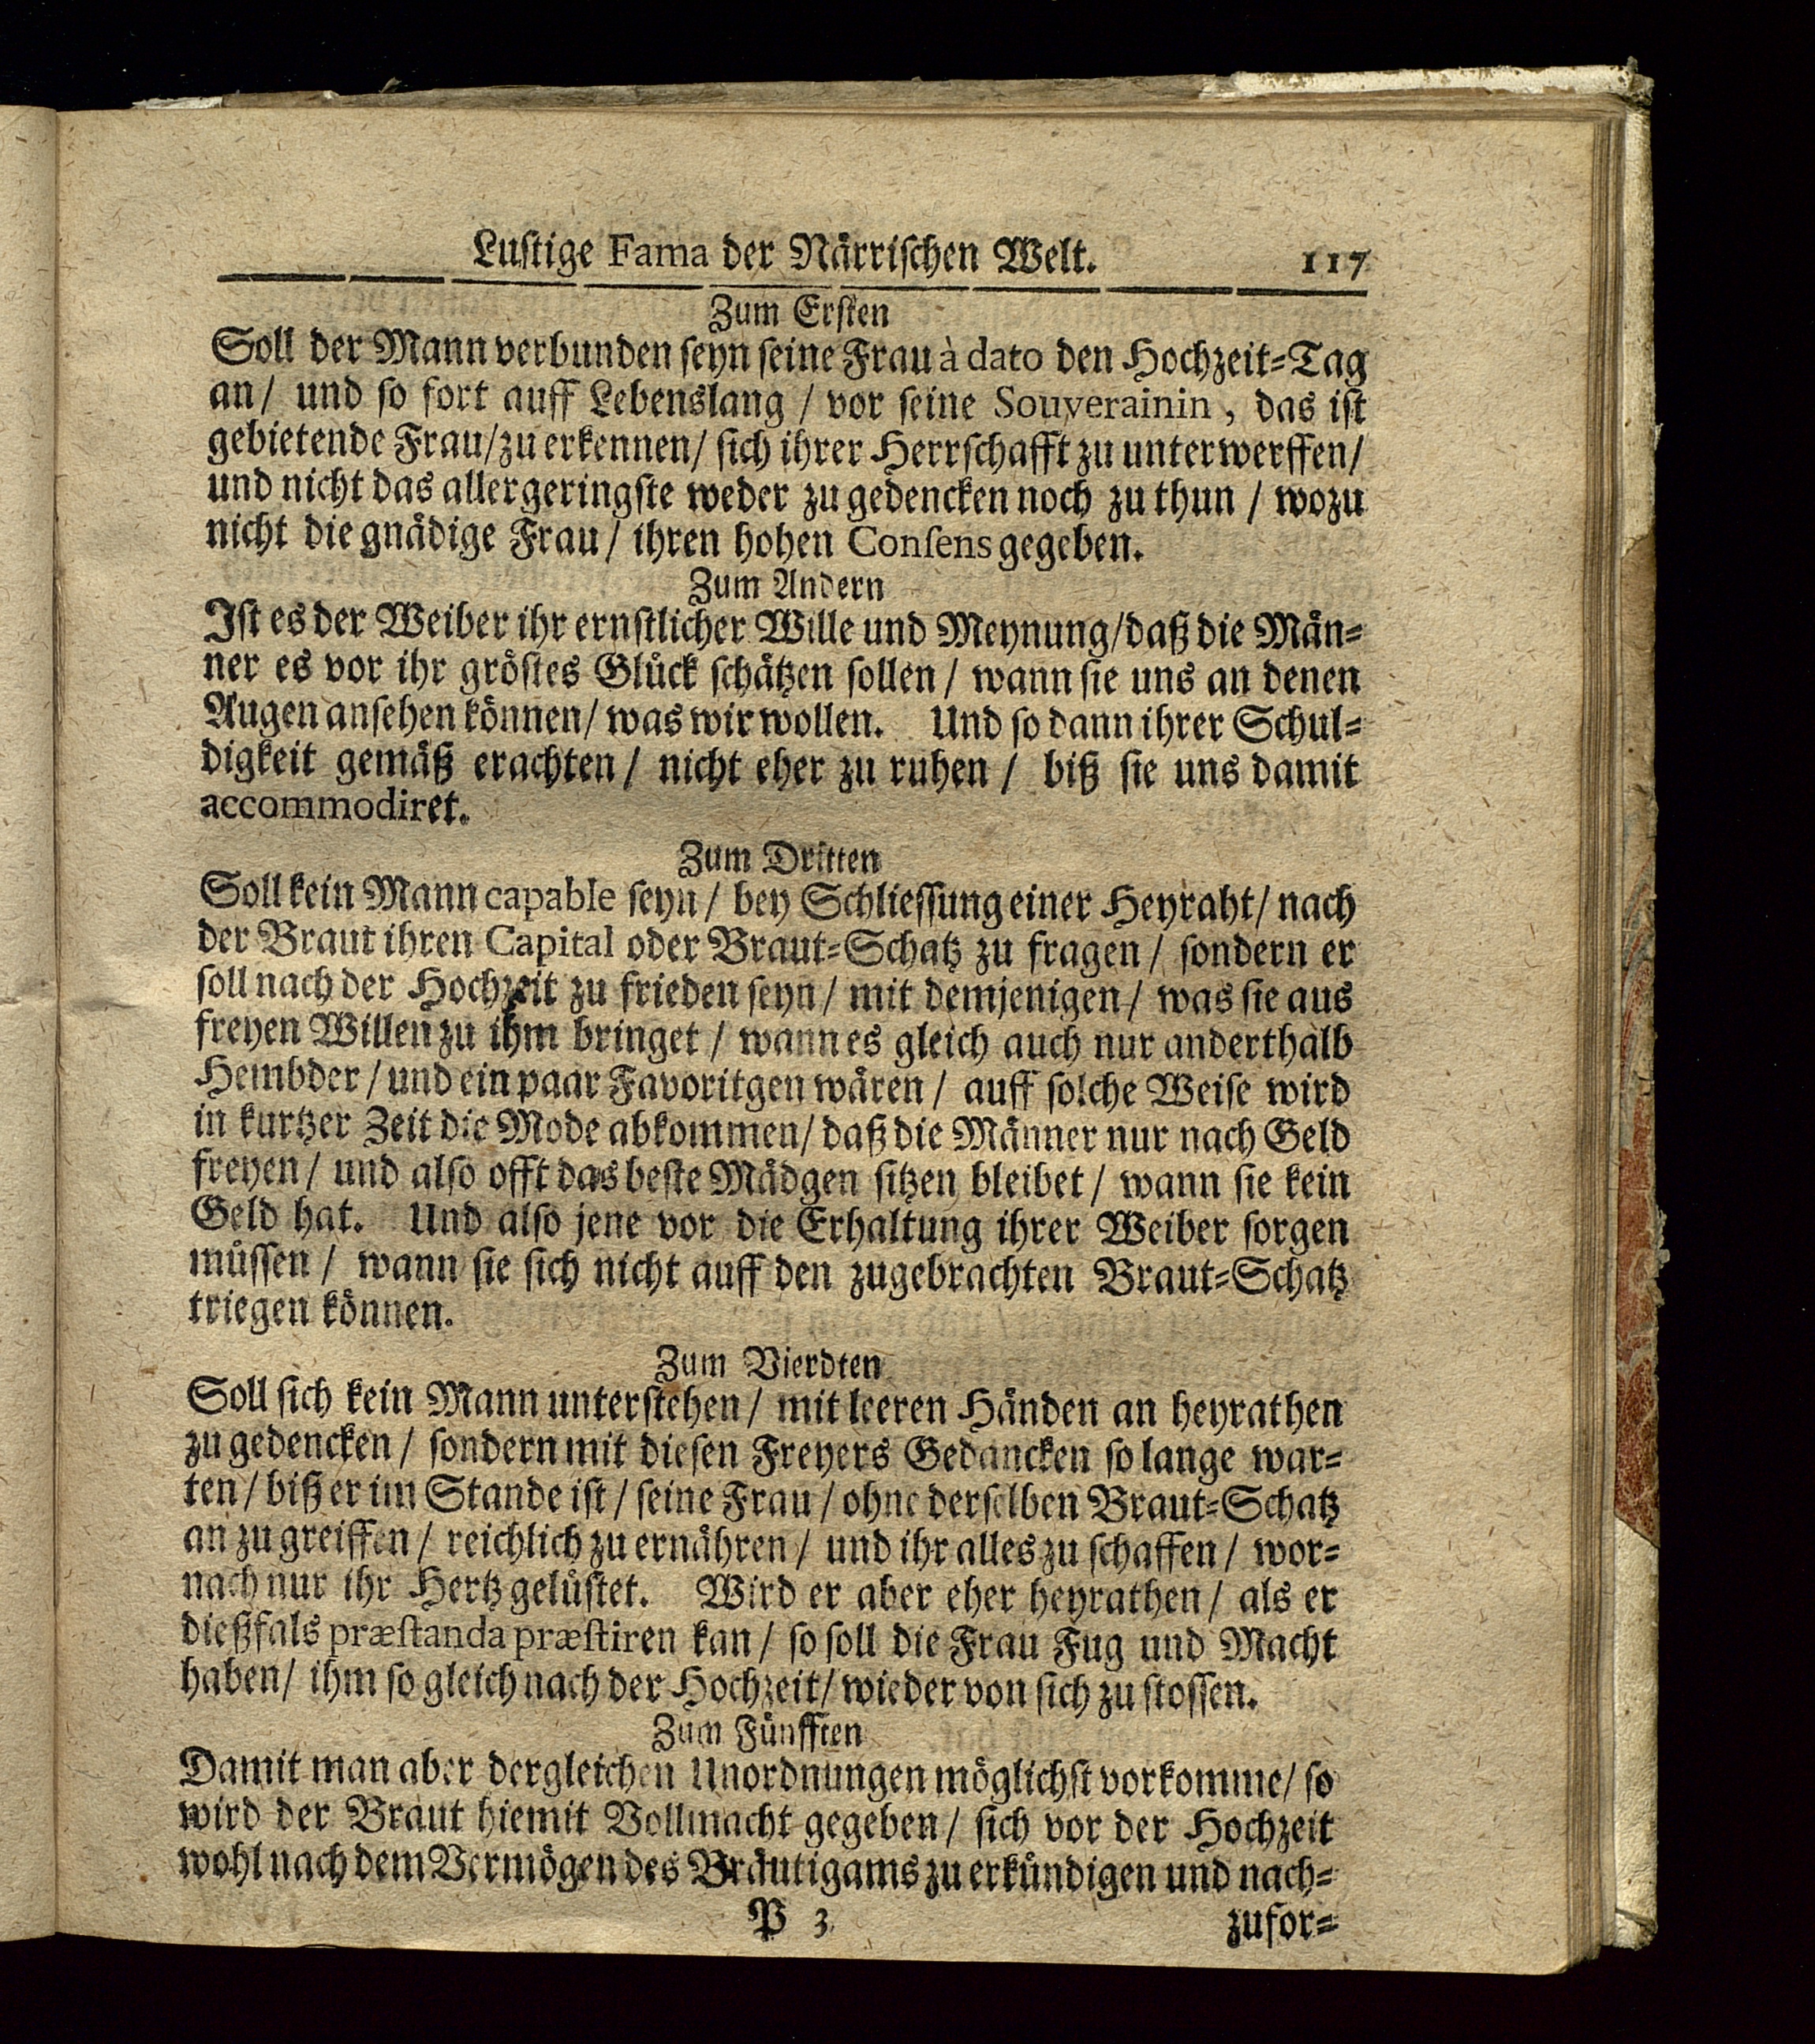 Lustige Fama der Närrischen Welt. 117
Zum Ersten
Soll der Mann verbunden seyn seine Frau à dato den Hochzeit-Tag
an / und so fort auff Lebenslang / vor seine Souverainin, das ist
gebietende Frau / zu erkennen / sich ihrer Herrschafft zu unterwerffen /
und nicht das allergeringste weder zu gedencken noch zu thun / wozu
nicht die gnädige Frau / ihren hohen Consens gegeben.
Zum Andern
Ist es der Weiber ihr ernstlicher Wille und Meynung / daß die Män-
ner es vor ihr gröstes Glück schätzen sollen / wann sie uns an denen
Augen ansehen können / was wir wollen. Und so dann ihrer Schul-
digkeit gemäß erachten / nicht eher zu ruhen / biß sie uns damit
accommodiret.
Zum Dritten
Soll kein Mann capable seyn / bey Schliessung einer Heyraht / nach
der Braut ihren Capital oder Braut-Schatz zu fragen / sondern er
soll nach der Hochzeit zu frieden seyn / mit demjenigen / was sie aus
freyen Willen zu ihm bringet / wann es gleich auch nur anderthalb
Hembder / und ein paar Favoritgen wären / auff solche Weise wird
in kurtzer Zeit die Mode abkommen / daß die Männer nur nach Geld
freyen / und also offt das beste Mädgen sitzen bleibet / wann sie kein
Geld hat. Und also jene vor die Erhaltung ihrer Weiber sorgen
müssen / wann sie sich nicht auff den zugebrachten Braut-Schatz
triegen können.
Zum Vierdten
Soll sich kein Mann unterstehen / mit leeren Händen an heyrathen
zu gedencken / sondern mit diesen Freyers Gedancken so lange war-
ten / biß er im Stande ist / seine Frau / ohne derselben Braut-Schatz
an zu greiffen / reichlich zu ernähren / und ihr alles zu schaffen / wor-
nach nur ihr Hertz gelüstet. Wird er aber eher heyrathen / als er
dießfals præstanda præstiren kan / so soll die Frau Fug und Macht
haben / ihm so gleich nach der Hochzeit / wieder von sich zu stossen.
Zum Fünfften
Damit man aber dergleichen Unordnungen möglichst vorkomme / so
wird der Braut hiemit Vollmacht gegeben / sich vor der Hochzeit
wohl nach dem Vermögen des Bräutigams zu erkündigen und nach-
P 3 zufor-